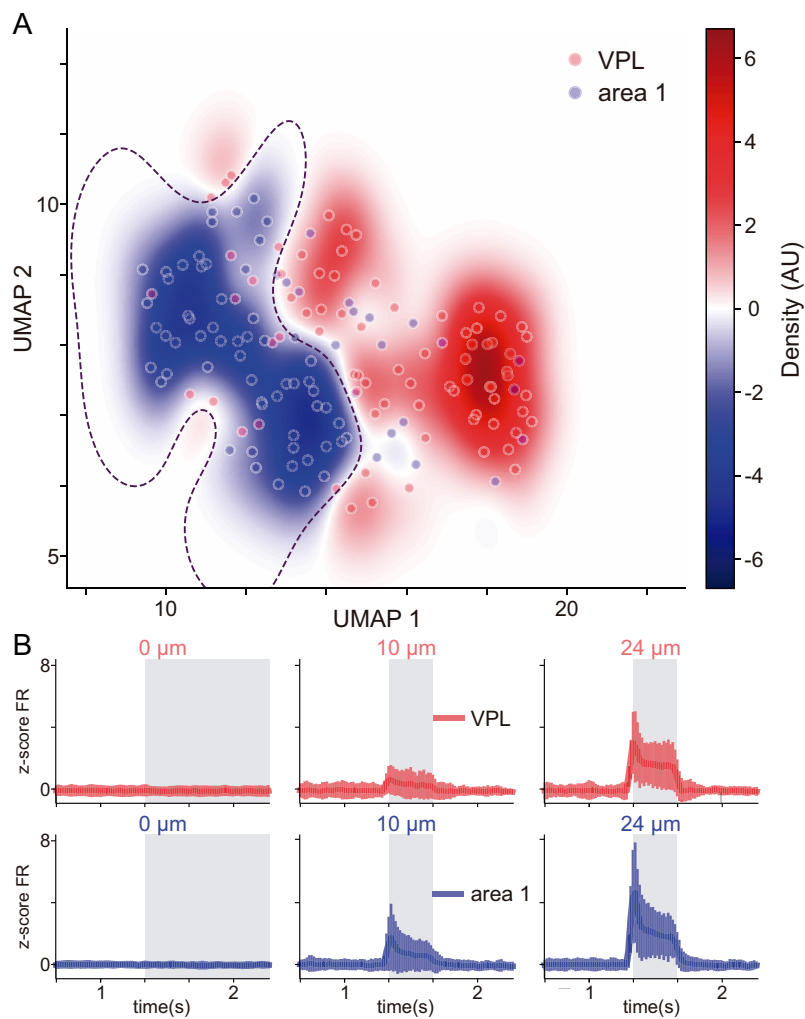 A
VPL
area 1
UMAP 2
10
5
10
20
UMAP 1
6
4
2
0
-2
-4
-6
Density (AU)
B
0 µm
10 µm
24 µm
z-score FR
8
0
VPL
0 µm
10 µm
24 µm
z-score FR
8
0
area 1
1
2
1
2
1
2
time(s)
time(s)
time(s)